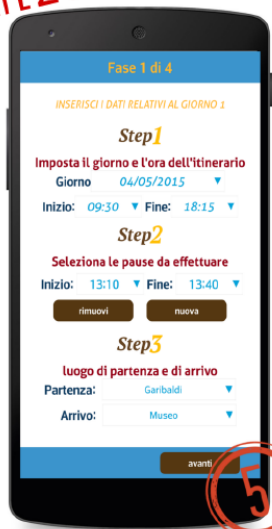 Fase 1 di 4
INSERISCI I DATI RELATIVI AL GIORNO 1
Step1
Imposta il giorno e l'ora dell'itinerario
Giorno 04/05/2015
Inizio: 09:30 Fine: 18:15
Step2
Seleziona le pause da effettuare
Inizio: 13:10 Fine: 13:40
rimuovi nuova
Step3
luogo di partenza e di arrivo
Partenza: Garibaldi
Arrivo: Museo
avanti
5